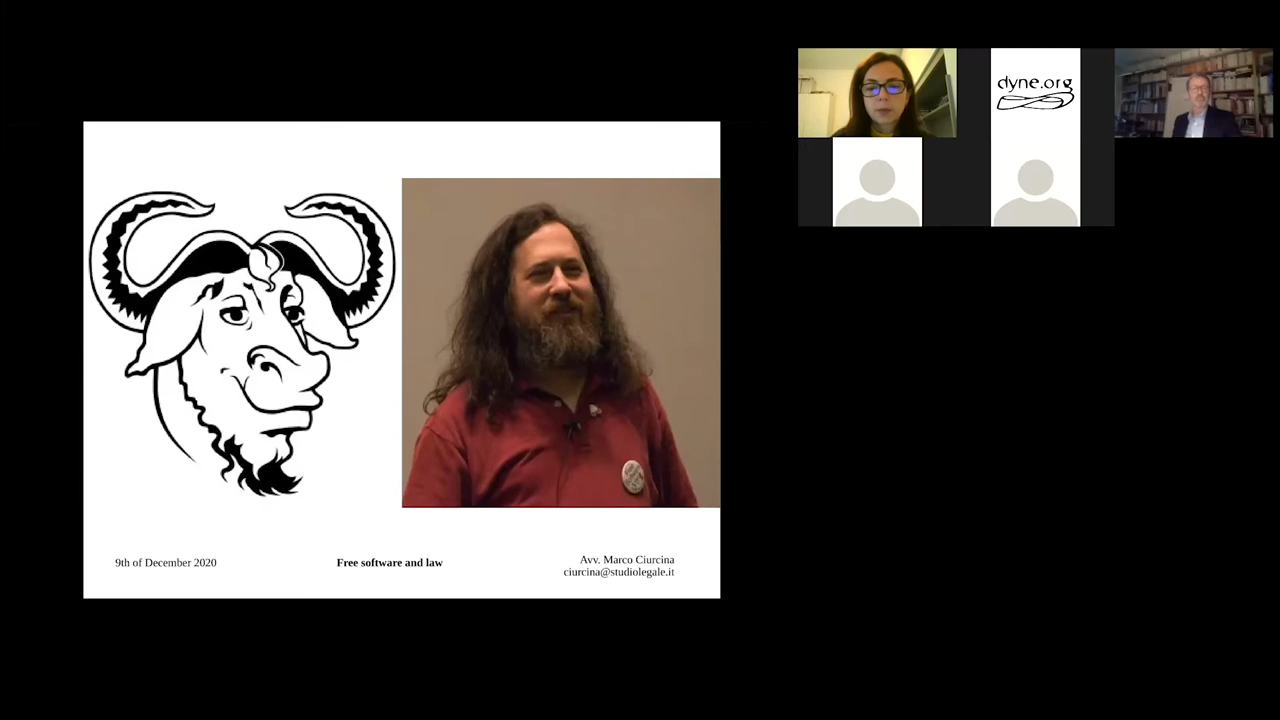 dyne.org
9th of December 2020
Free software and law
Avv. Marco Ciurcina
ciurcina@studiolegale.it